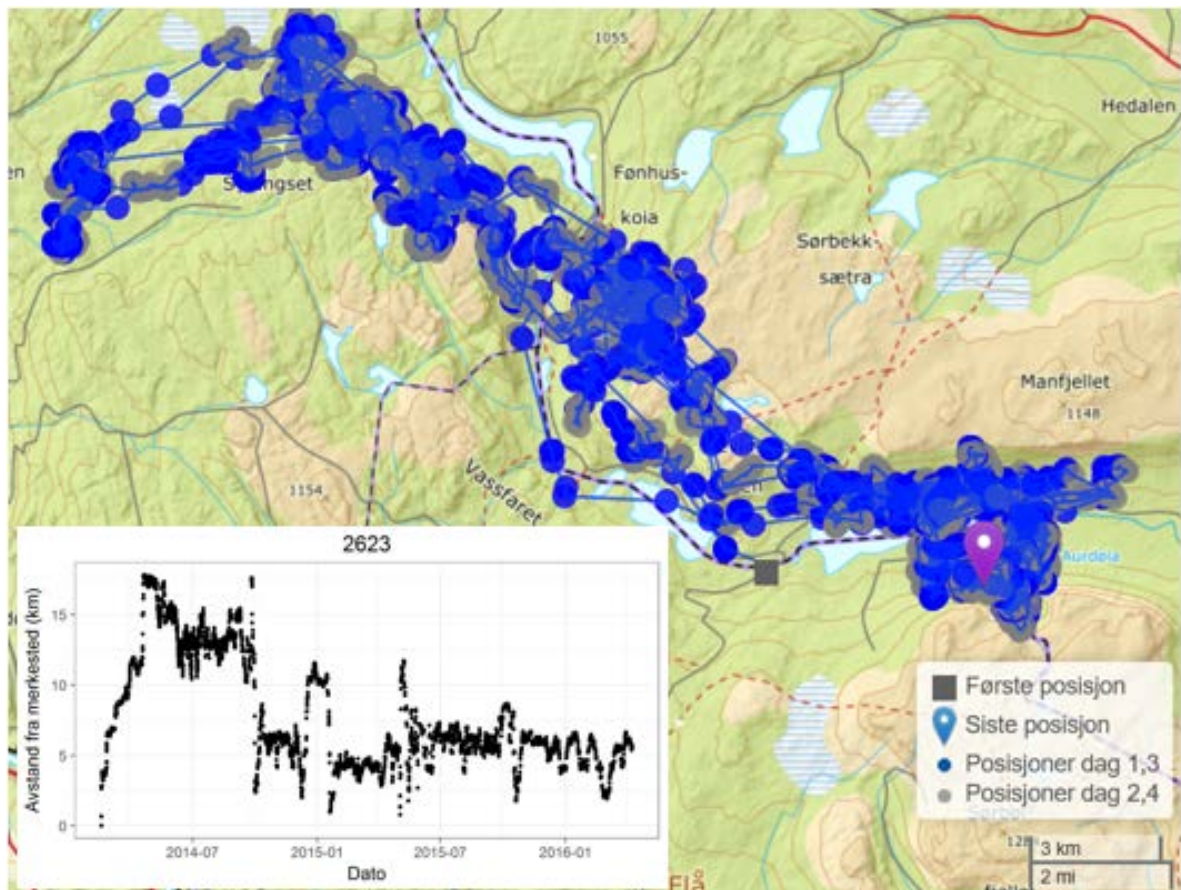 1055
Hedalen
en
Fønhus-
koia
Sørbekk-
sætra
Manfjellet
1148
1154
Vassfaret
en
Aurdøla
2623
Avstand fra merkested (km)
15
10
5
0
2014-07
2015-01
2015-07
2016-01
Dato
Første posisjon
Siste posisjon
Posisjoner dag 1,3
Posisjoner dag 2,4
3 km
2 mi